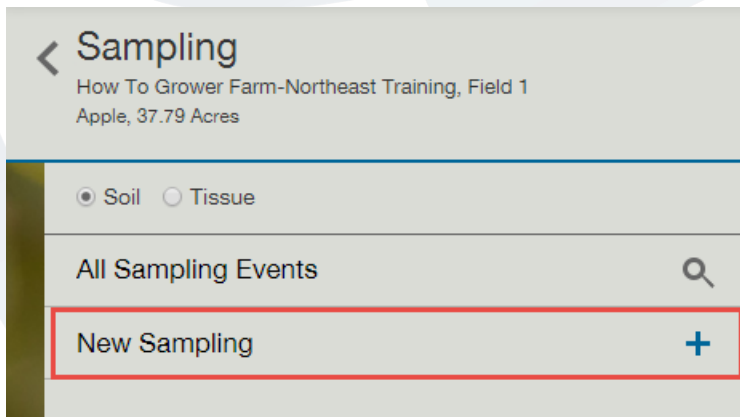 Sampling
How To Grower Farm-Northeast Training, Field 1
Apple, 37.79 Acres
Soil Tissue
All Sampling Events
New Sampling